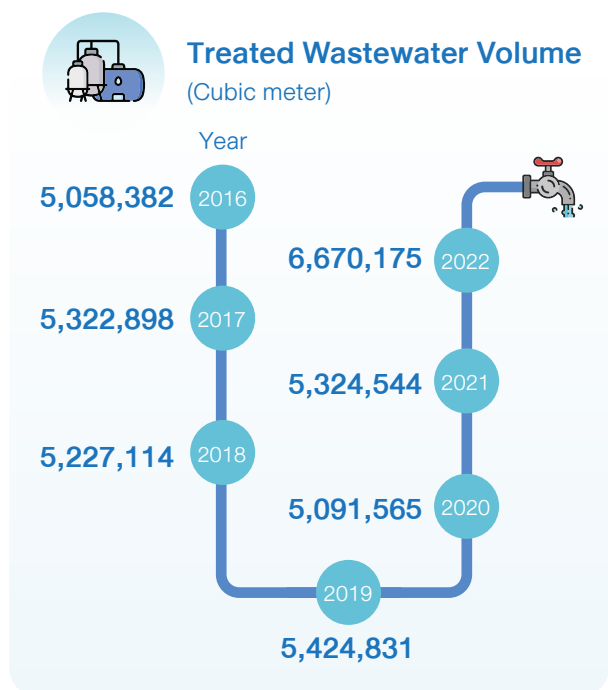 Treated Wastewater Volume
(Cubic meter)
Year
5,058,382 2016
5,322,898 2017
5,227,114 2018
2019
5,424,831
5,091,565 2020
5,324,544 2021
6,670,175 2022